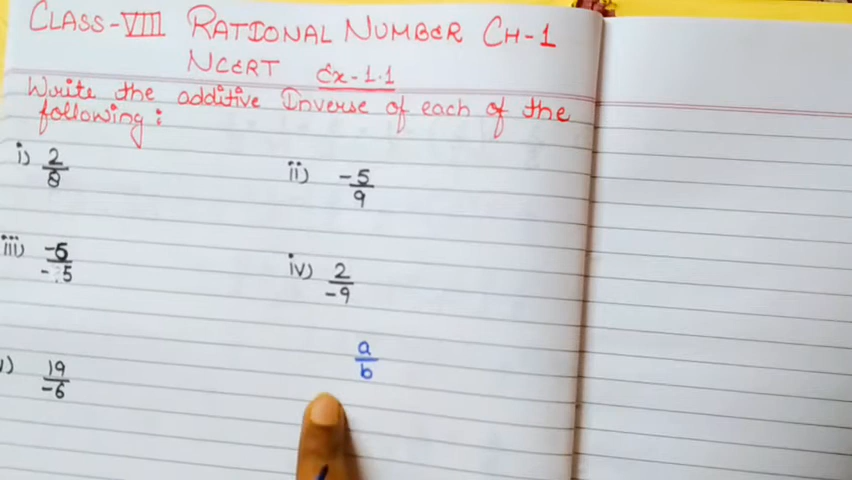 CLASS-VIII RATIONAL NUMBER CH-1
NCERT Ex-1.1
Write the additive Inverse of each of the
following:
i) 2/8 ii) -5/9
iii) -6/-5 iv) 2/-9
a/b
v) 19/-6